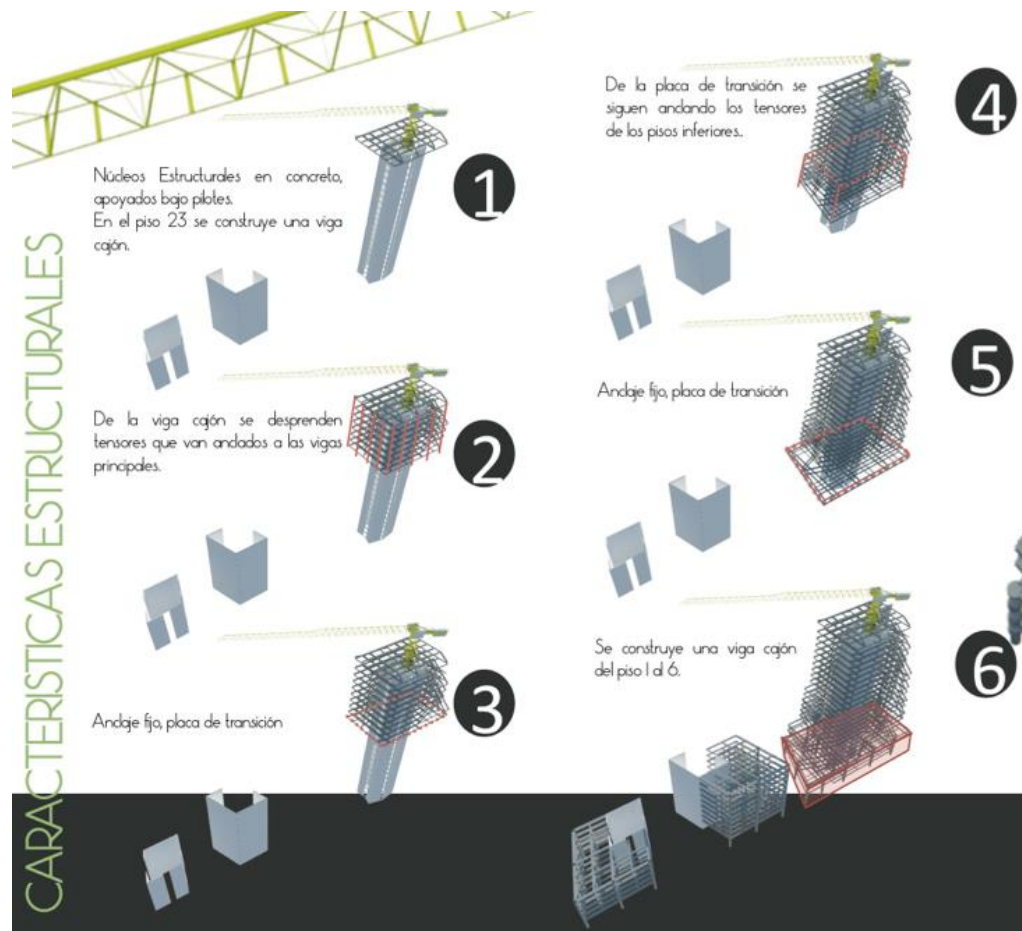 CARACTERISTICAS ESTRUCTURALES
Núcleos Estructurales en concreto,
apoyados bajo pilotes.
En el piso 23 se construye una viga
cajón.
1
De la viga cajón se desprenden
tensores que van anclados a las vigas
principales.
2
Anclaje fijo, placa de transición
3
De la placa de transición se
siguen anclando los tensores
de los pisos inferiores..
4
Anclaje fijo, placa de transición
5
Se construye una viga cajón
del piso 1 al 6.
6